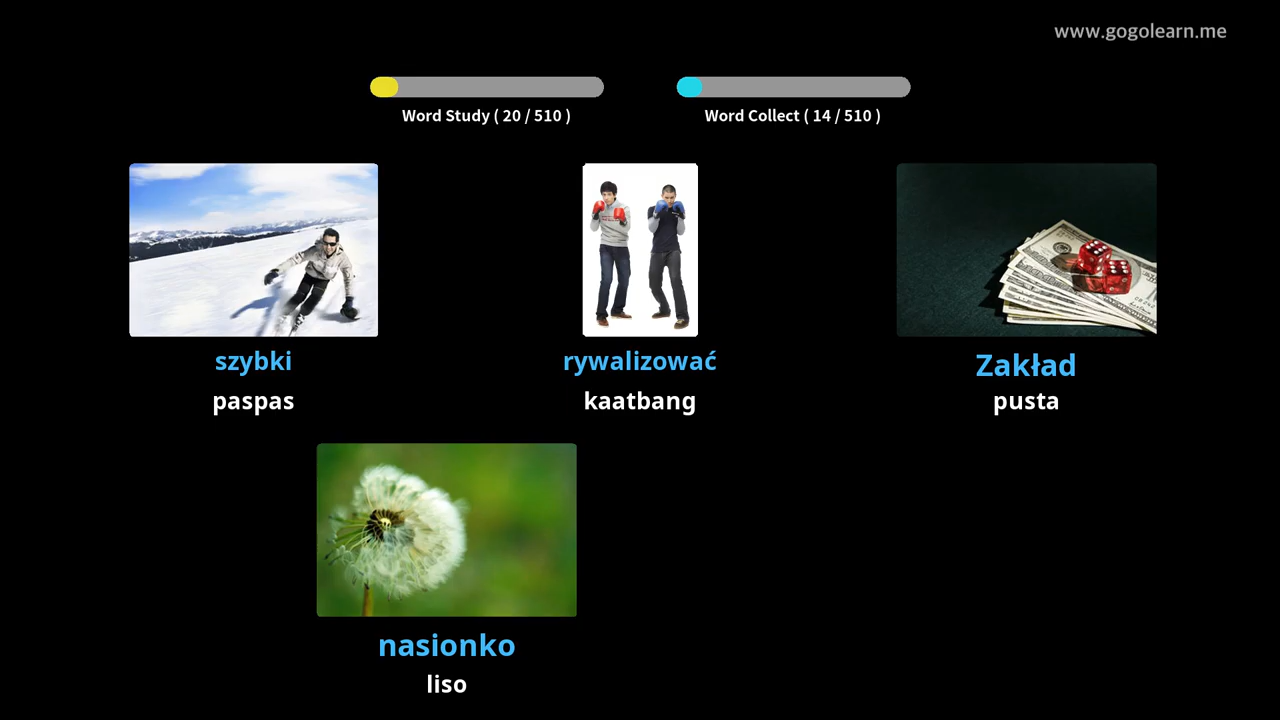 www.gogolearn.me
Word Study ( 20 / 510 )
Word Collect ( 14 / 510 )
szybki
paspas
rywalizować
kaatbang
Zakład
pusta
nasionko
liso